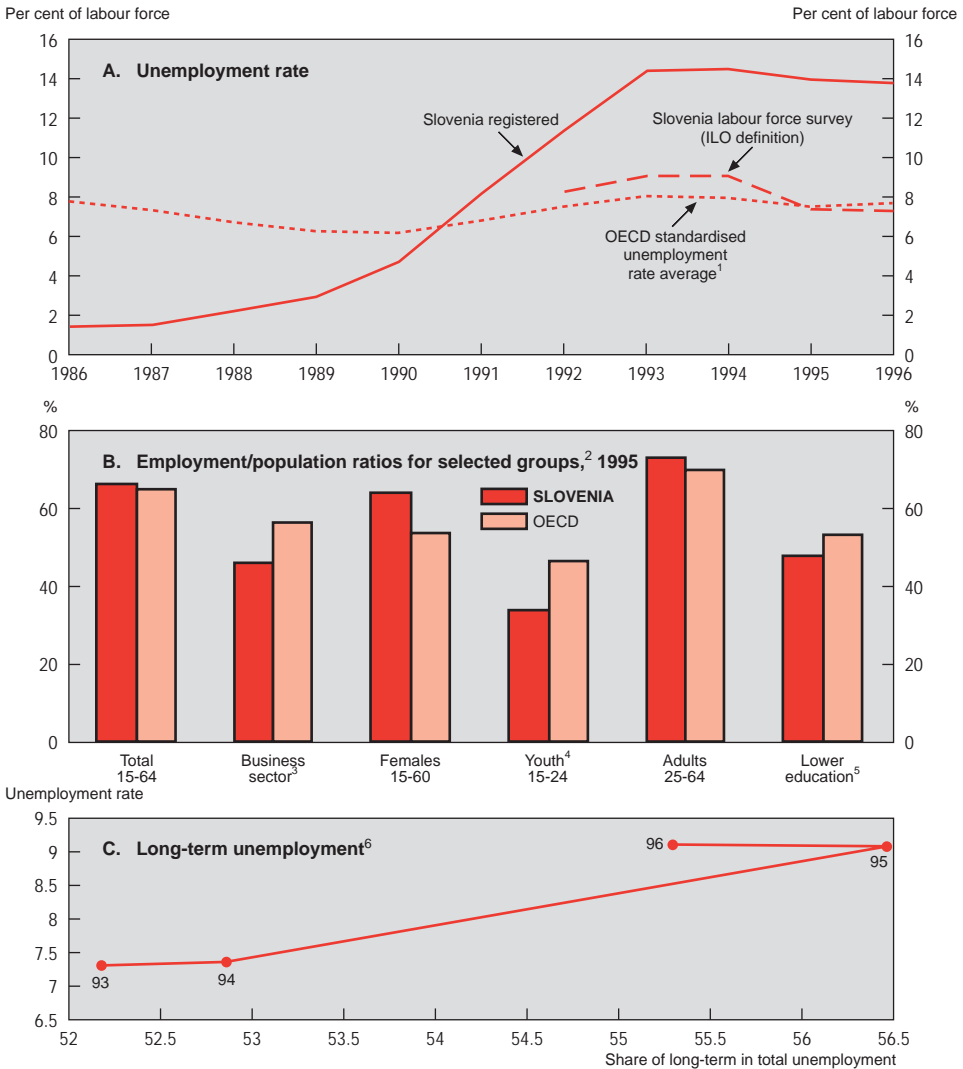 Per cent of labour force
Per cent of labour force
A. Unemployment rate
16
14
12
10
8
6
4
2
0
16
14
12
10
8
6
4
2
0
Slovenia registered
Slovenia labour force survey
(ILO definition)
OECD standardised
unemployment
rate average1
1986 1987 1988 1989 1990 1991 1992 1993 1994 1995 1996
%
%
B. Employment/population ratios for selected groups,2 1995
80
60
40
20
0
80
60
40
20
0
SLOVENIA
OECD
Total
15-64
Business
sector3
Females
15-60
Youth4
15-24
Adults
25-64
Lower
education5
Unemployment rate
C. Long-term unemployment6
9.5
9
8.5
8
7.5
7
6.5
96
95
93
94
52 52.5 53 53.5 54 54.5 55 55.5 56 56.5
Share of long-term in total unemployment